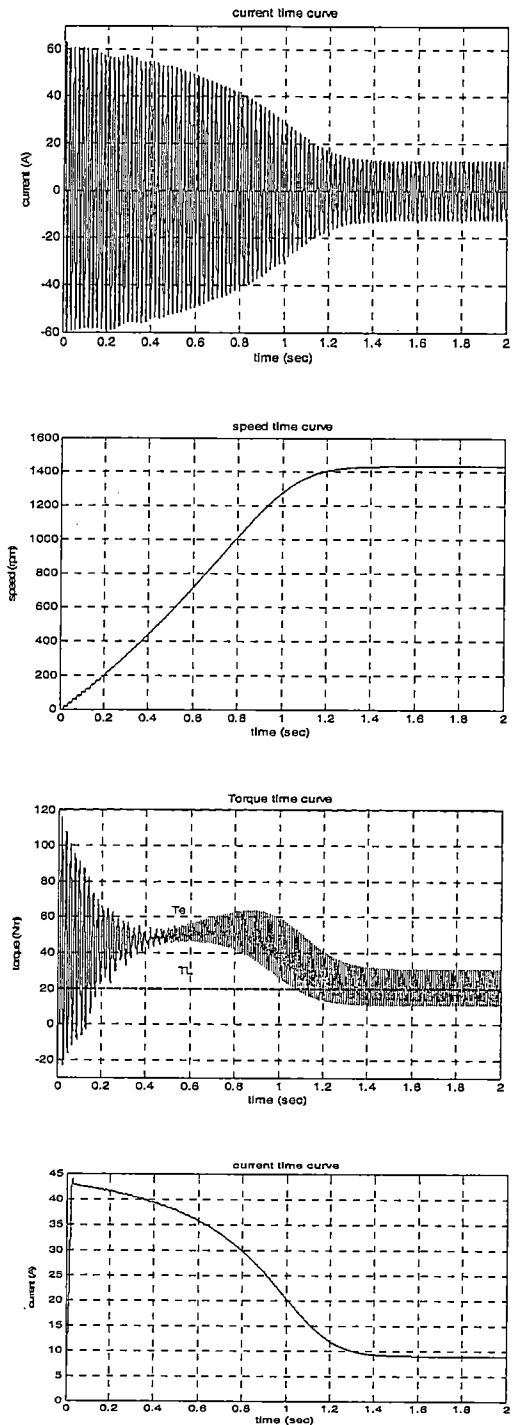 current time curve
60
40
20
0
-20
-40
-60
current (A)
0 0.2 0.4 0.6 0.8 1 1.2 1.4 1.6 1.8 2
time (sec)
speed time curve
1600
1400
1200
1000
800
600
400
200
0
speed (rpm)
0 0.2 0.4 0.6 0.8 1 1.2 1.4 1.6 1.8 2
time (sec)
Torque time curve
120
100
80
60
40
20
0
-20
torque (Nm)
Te
TL
0 0.2 0.4 0.6 0.8 1 1.2 1.4 1.6 1.8 2
time (sec)
current time curve
45
40
35
30
25
20
15
10
5
0
current (A)
0 0.2 0.4 0.6 0.8 1 1.2 1.4 1.6 1.8 2
time (sec)